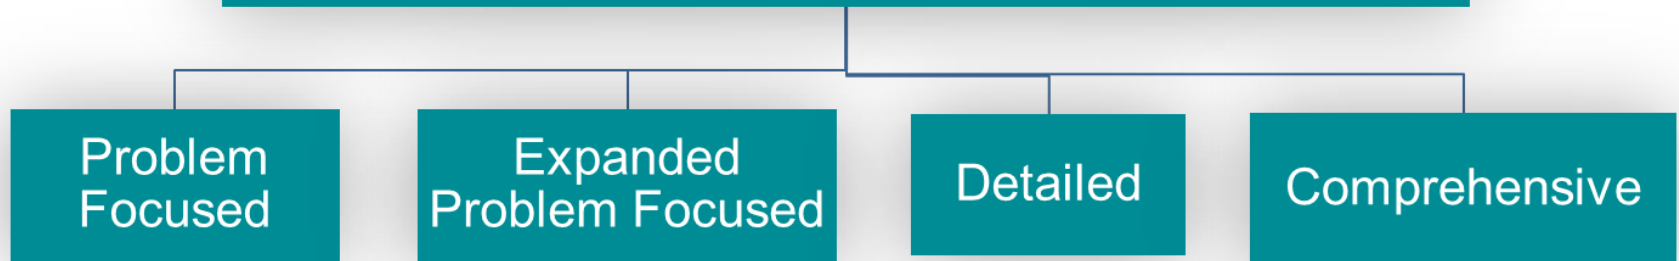 Problem
Focused
Expanded
Problem Focused
Detailed
Comprehensive